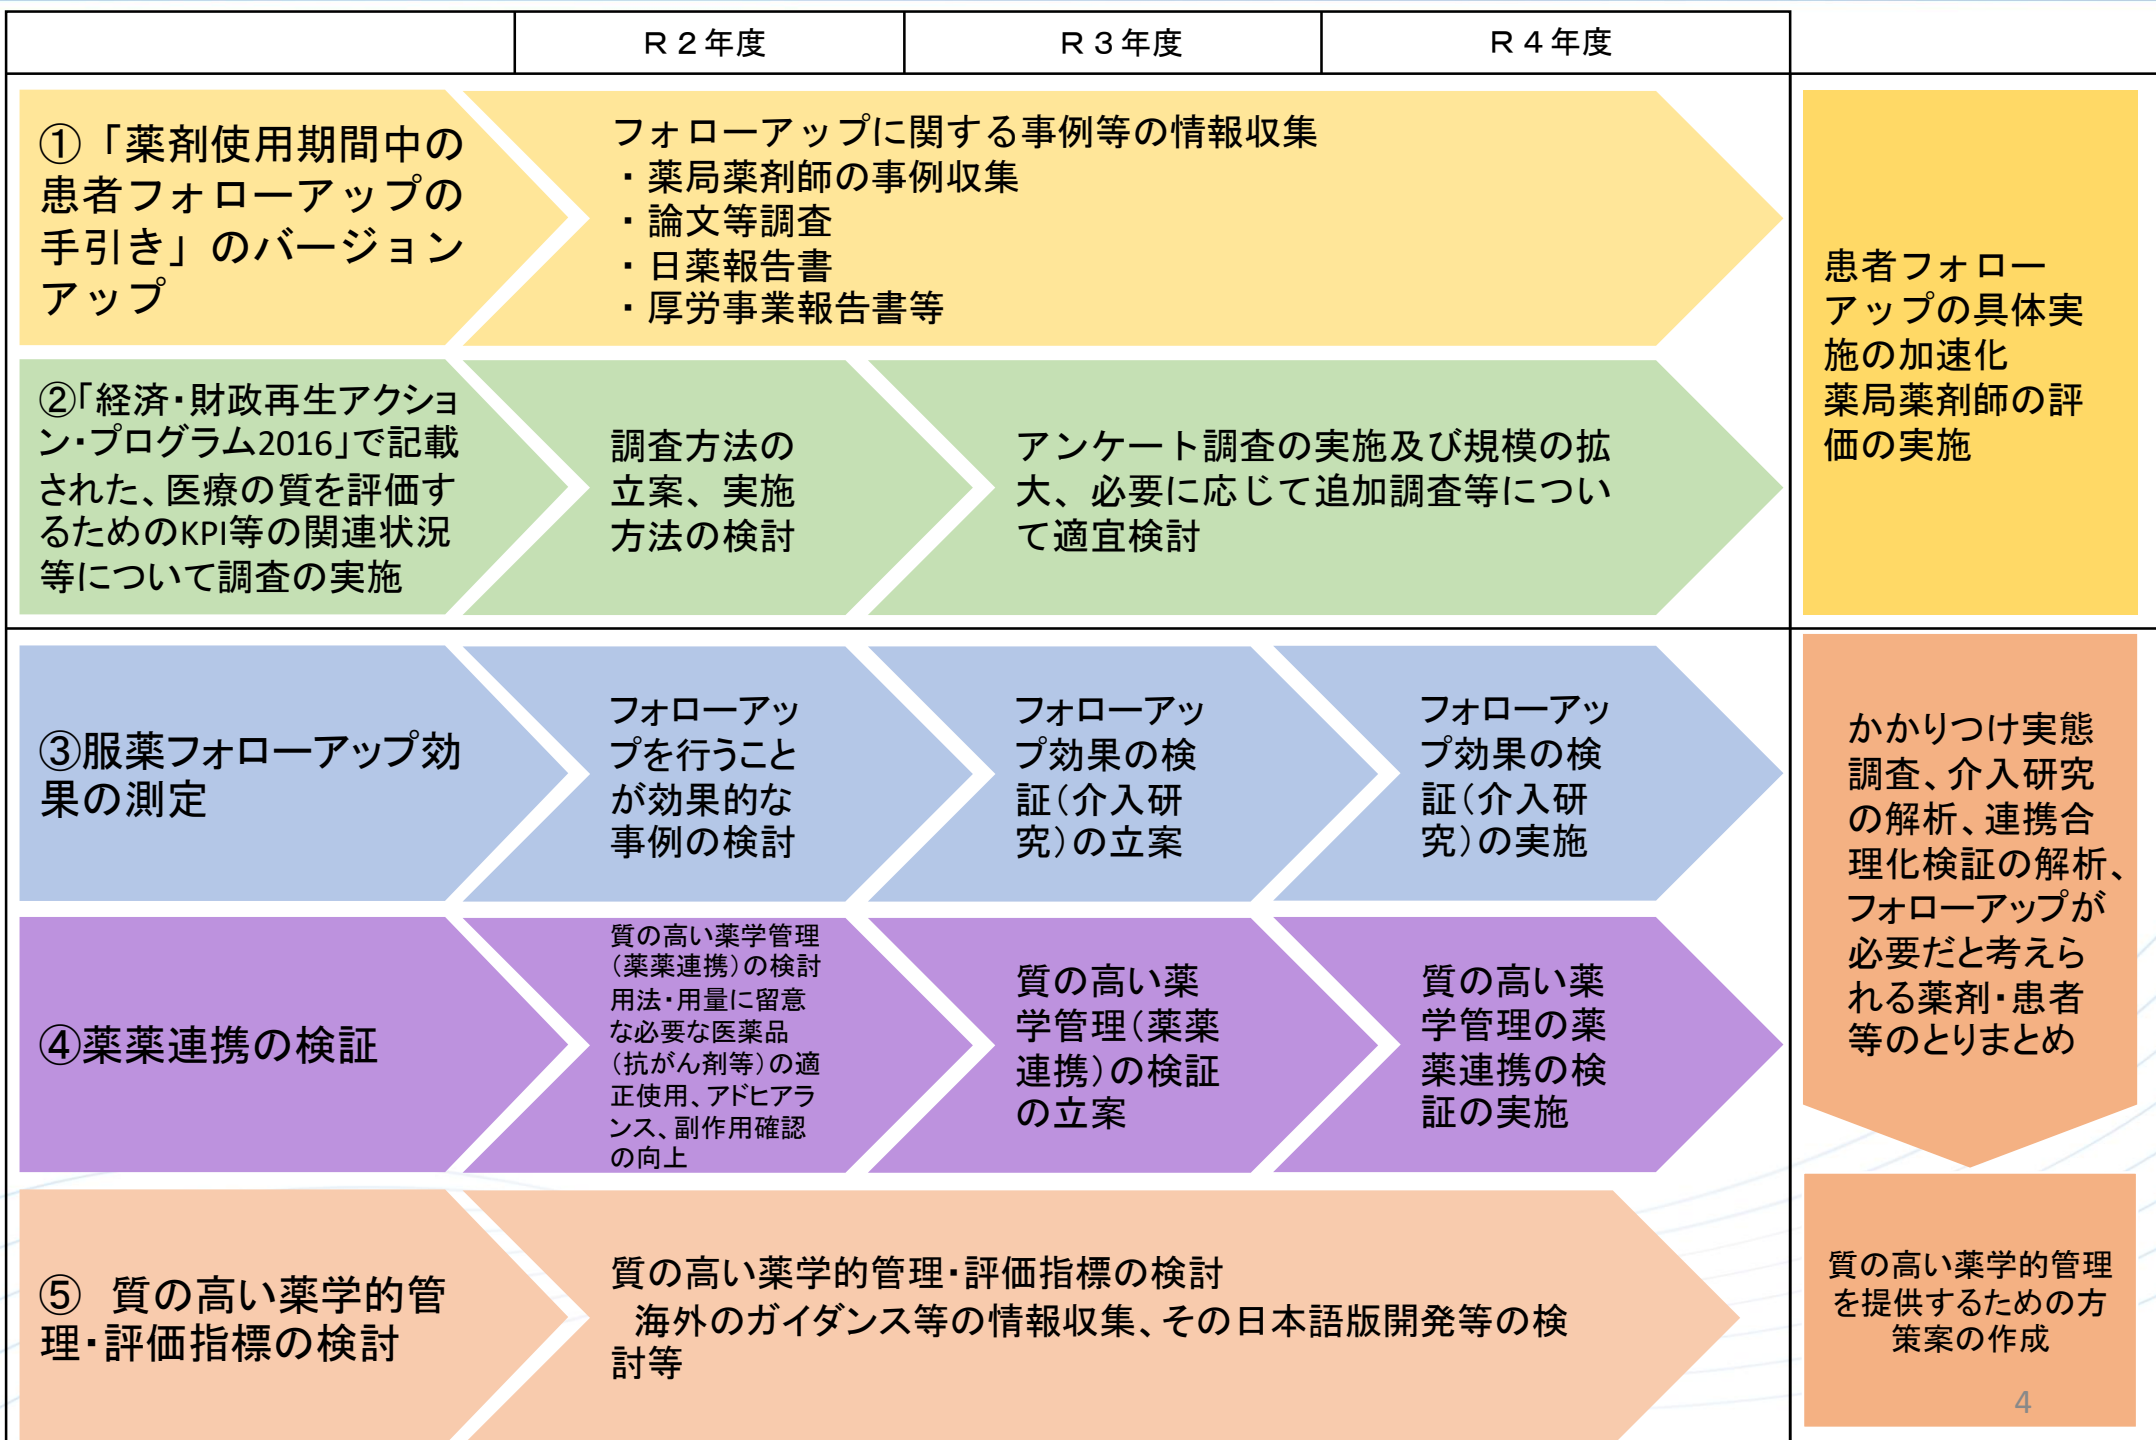 R２年度
R３年度
R４年度
①「薬剤使用期間中の
患者フォローアップの
手引き」のバージョン
アップ
フォローアップに関する事例等の情報収集
・薬局薬剤師の事例収集
・論文等調査
・日薬報告書
・厚労事業報告書等
患者フォロー
アップの具体実
施の加速化
薬局薬剤師の評
価の実施
②「経済・財政再生アクショ
ン・プログラム2016」で記載
された、医療の質を評価す
るためのKPI等の関連状況
等について調査の実施
調査方法の
立案、実施
方法の検討
アンケート調査の実施及び規模の拡
大、必要に応じて追加調査等につい
て適宜検討
③服薬フォローアップ効
果の測定
フォローアッ
プを行うこと
が効果的な
事例の検討
フォローアッ
プ効果の検
証（介入研
究）の立案
フォローアッ
プ効果の検
証（介入研
究）の実施
かかりつけ実態
調査、介入研究
の解析、連携合
理化検証の解析、
フォローアップが
必要だと考えら
れる薬剤・患者
等のとりまとめ
④薬薬連携の検証
質の高い薬学管理
（薬薬連携）の検討
用法・用量に留意
な必要な医薬品
（抗がん剤等）の適
正使用、アドヒアラ
ンス、副作用確認
の向上
質の高い薬
学管理（薬薬
連携）の検証
の立案
質の高い薬
学管理の薬
薬連携の検
証の実施
⑤　質の高い薬学的管
理・評価指標の検討
質の高い薬学的管理・評価指標の検討
海外のガイダンス等の情報収集、その日本語版開発等の検
討等
質の高い薬学的管理
を提供するための方
策案の作成
4